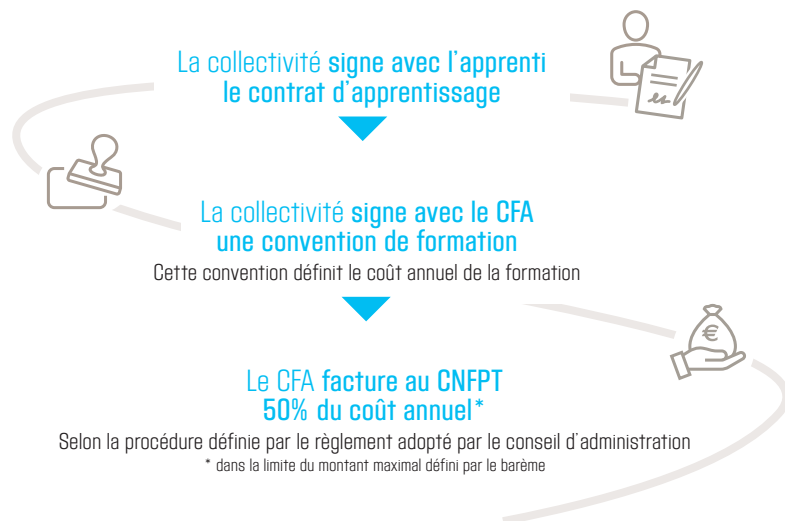 La collectivité signe avec l'apprenti
le contrat d'apprentissage
La collectivité signe avec le CFA
une convention de formation
Cette convention définit le coût annuel de la formation
€
Le CFA facture au CNFPT
50% du coût annuel*
Selon la procédure définie par le règlement adopté par le conseil d'administration
* dans la limite du montant maximal défini par le barème